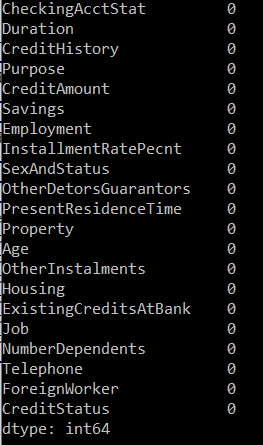 CheckingAcctStat 0
Duration 0
CreditHistory 0
Purpose 0
CreditAmount 0
Savings 0
Employment 0
InstallmentRatePecnt 0
SexAndStatus 0
OtherDetorsGuarantors 0
PresentResidenceTime 0
Property 0
Age 0
OtherInstalments 0
Housing 0
ExistingCreditsAtBank 0
Job 0
NumberDependents 0
Telephone 0
ForeignWorker 0
CreditStatus 0
dtype: int64